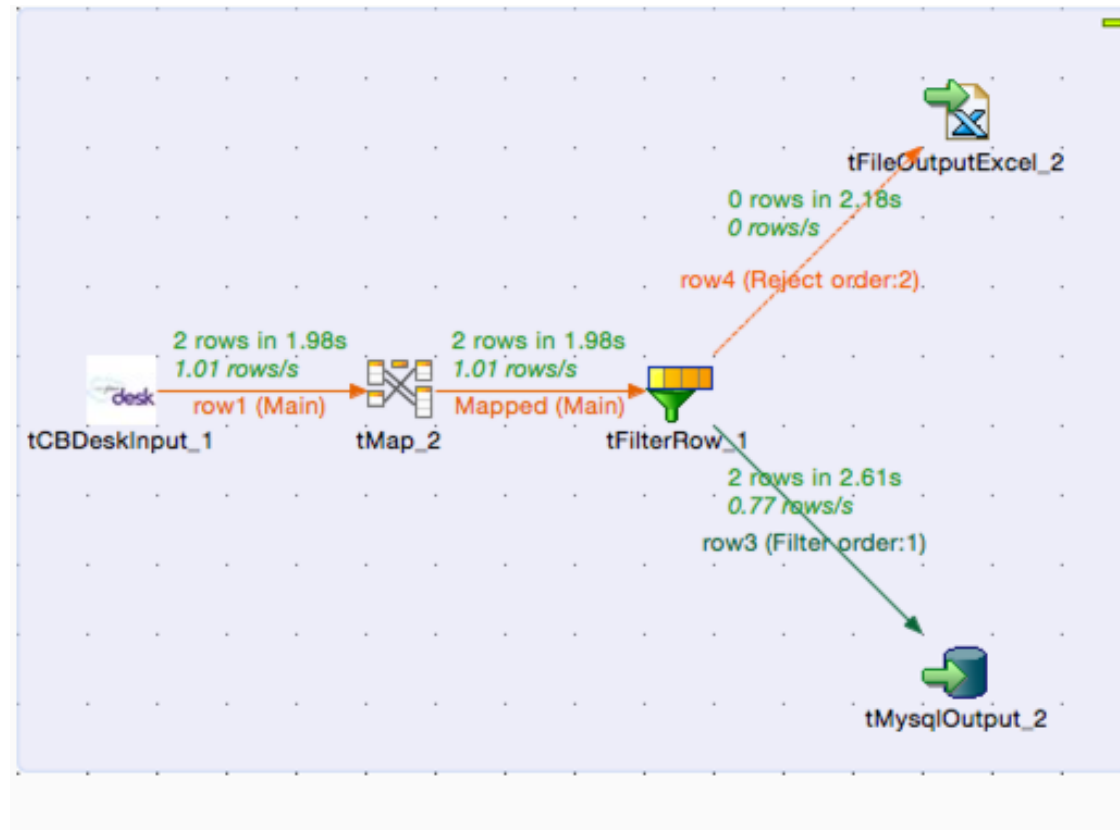 tFileOutputExcel_2
0 rows in 2.18s
0 rows/s
row4 (Reject order:2)
2 rows in 1.98s
1.01 rows/s
row1 (Main)
2 rows in 1.98s
1.01 rows/s
Mapped (Main)
desk
tCBDeskInput_1
tMap_2
tFilterRow_1
2 rows in 2.61s
0.77 rows/s
row3 (Filter order:1)
tMysqlOutput_2